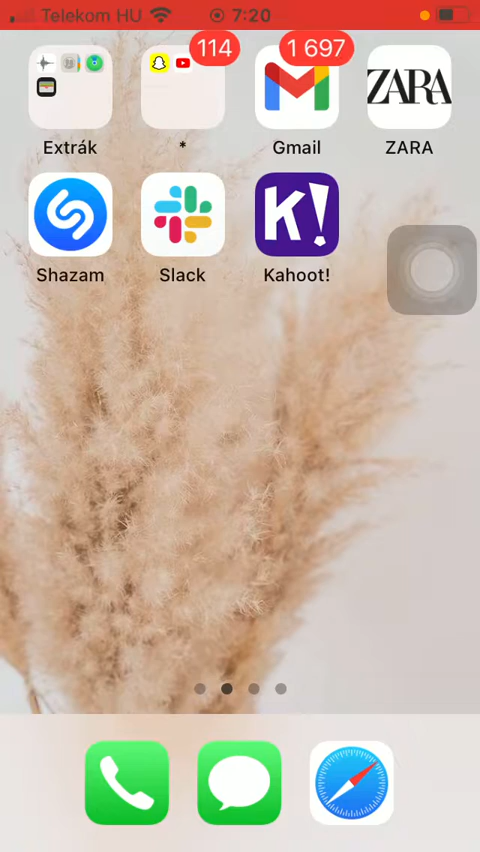 Telekom HU 7:20
114
1 697
ZARA
Extrák
*
Gmail
ZARA
K!
Shazam
Slack
Kahoot!